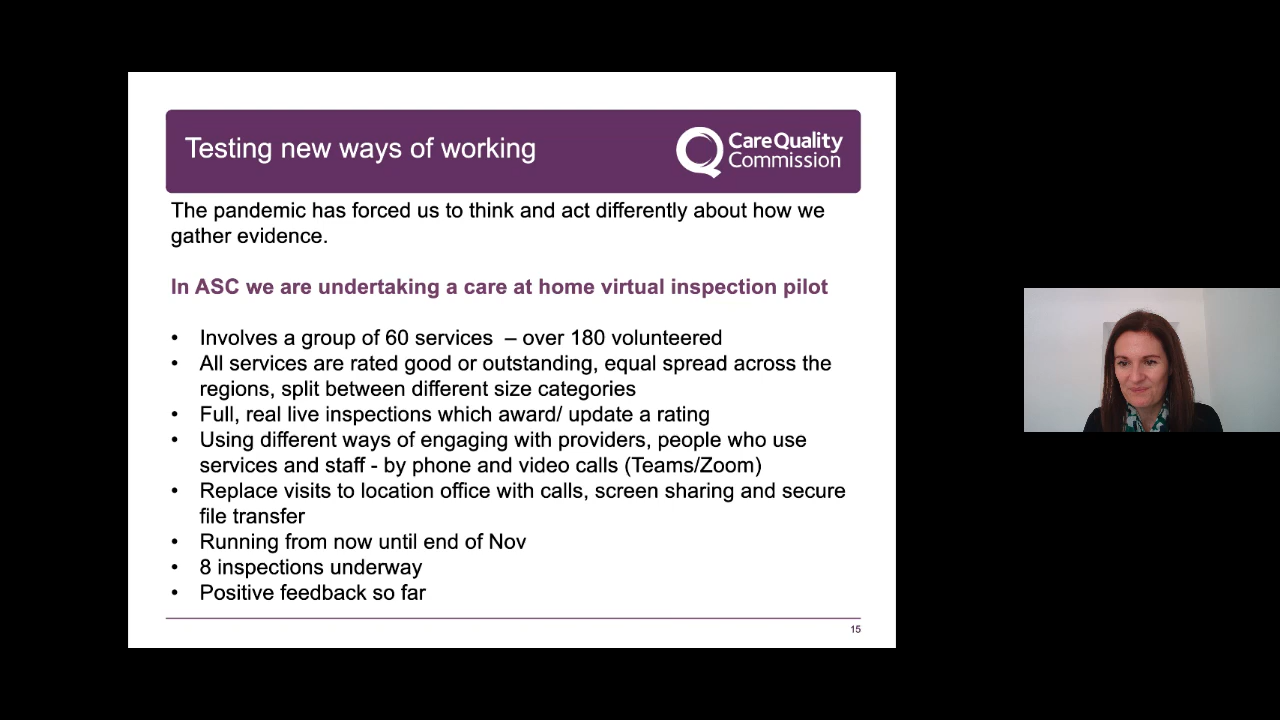 Testing new ways of working
CareQuality
Commission
The pandemic has forced us to think and act differently about how we
gather evidence.
In ASC we are undertaking a care at home virtual inspection pilot
• Involves a group of 60 services – over 180 volunteered
• All services are rated good or outstanding, equal spread across the
regions, split between different size categories
• Full, real live inspections which award/ update a rating
• Using different ways of engaging with providers, people who use
services and staff - by phone and video calls (Teams/Zoom)
• Replace visits to location office with calls, screen sharing and secure
file transfer
• Running from now until end of Nov
• 8 inspections underway
• Positive feedback so far
15